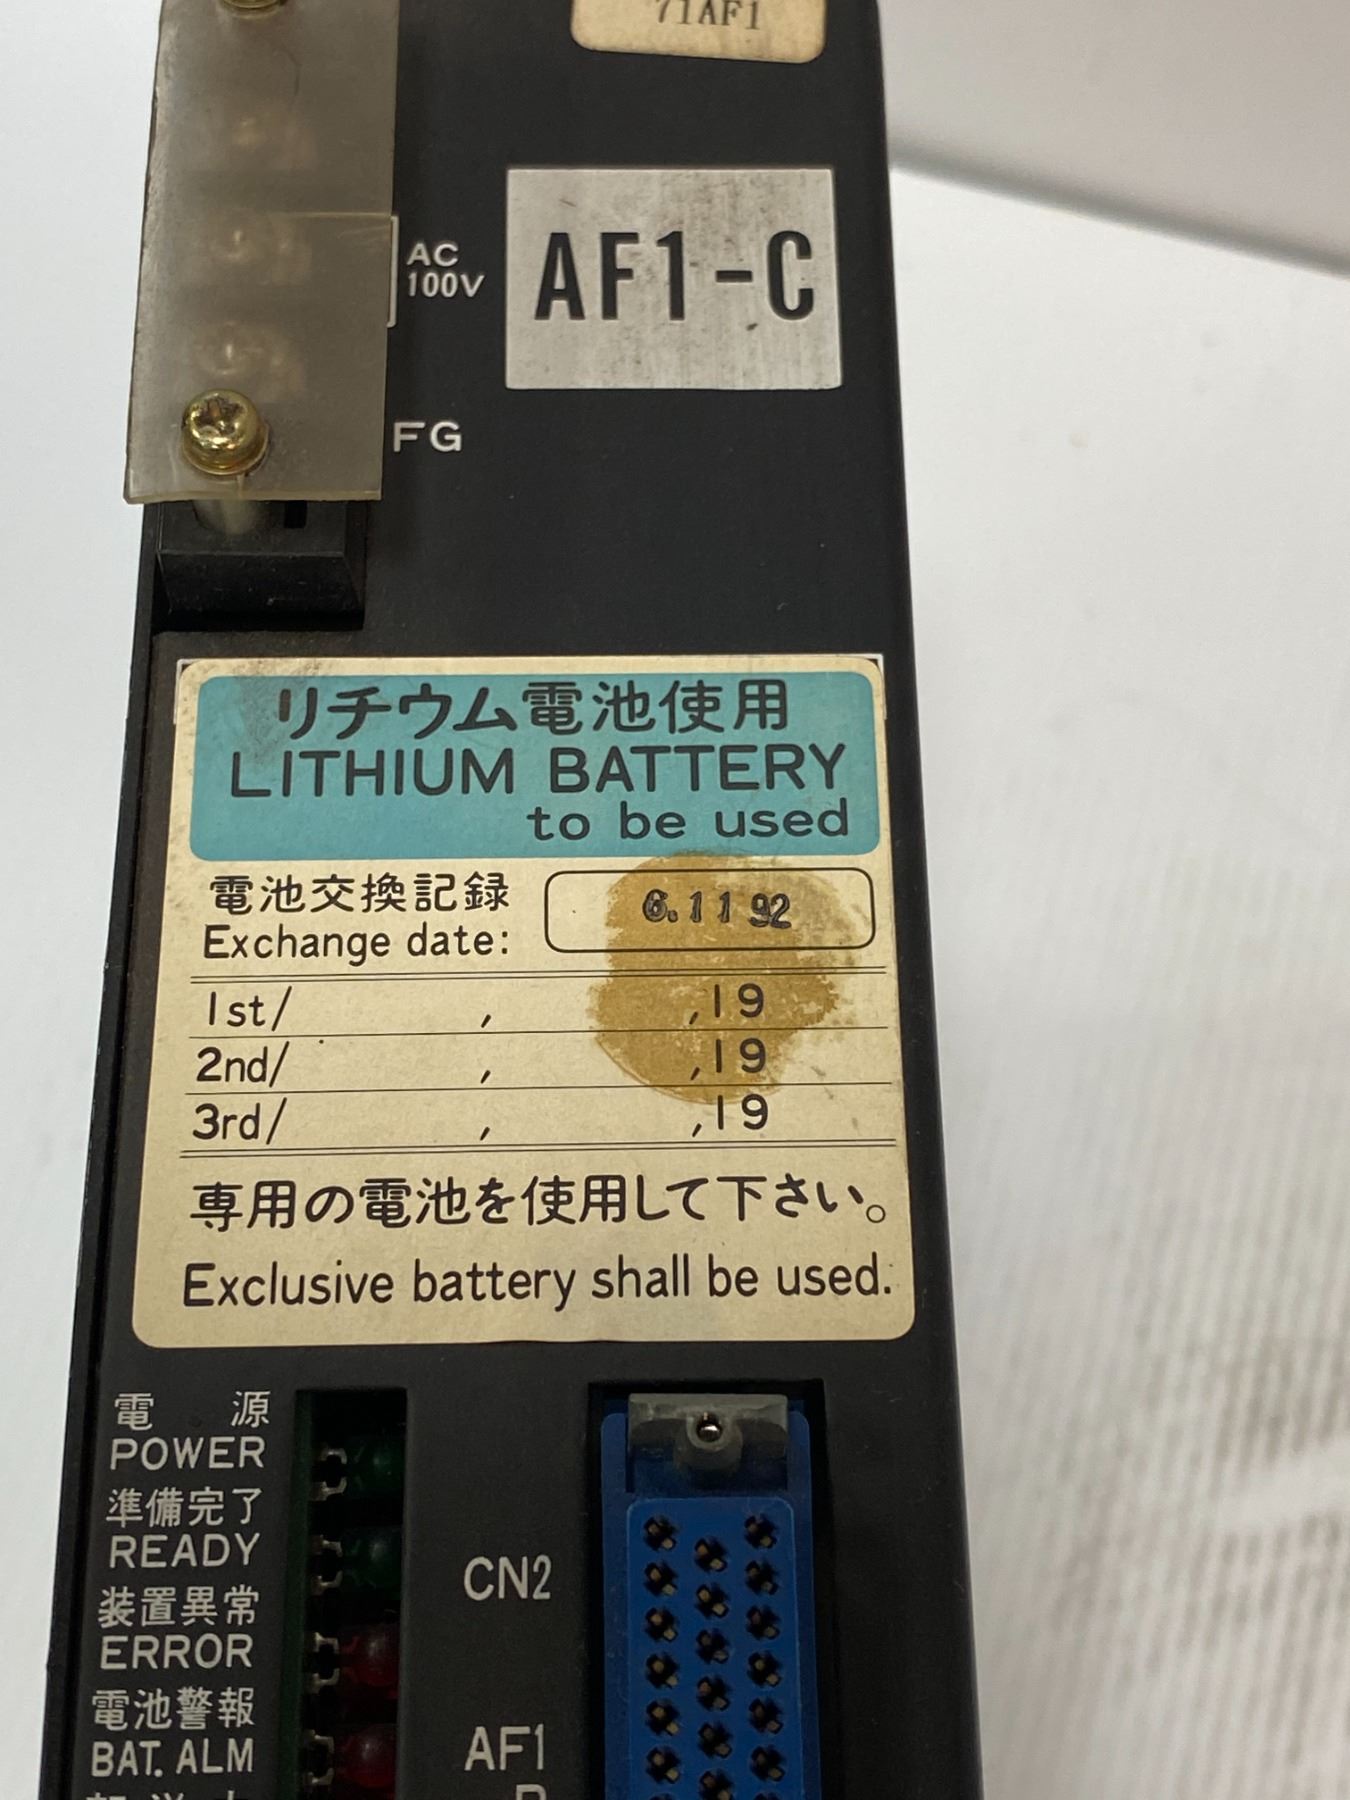 71AF1
AC
100V
AF1-C
FG
リチウム電池使用
LITHIUM BATTERY
to be used
電池交換記録
Exchange date:
6.11 92
1st/ , ,19
2nd/ , ,19
3rd/ , ,19
専用の電池を使用して下さい。
Exclusive battery shall be used.
電 源
POWER
準備完了
READY
装置異常
ERROR
電池警報
BAT. ALM
CN2
AF1